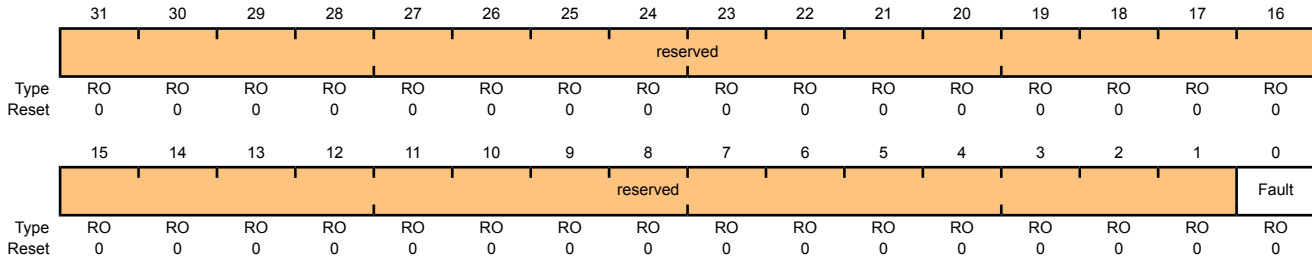 31 30 29 28 27 26 25 24 23 22 21 20 19 18 17 16
reserved
Type RO RO RO RO RO RO RO RO RO RO RO RO RO RO RO RO
Reset 0 0 0 0 0 0 0 0 0 0 0 0 0 0 0 0
15 14 13 12 11 10 9 8 7 6 5 4 3 2 1 0
reserved Fault
Type RO RO RO RO RO RO RO RO RO RO RO RO RO RO RO RO
Reset 0 0 0 0 0 0 0 0 0 0 0 0 0 0 0 0